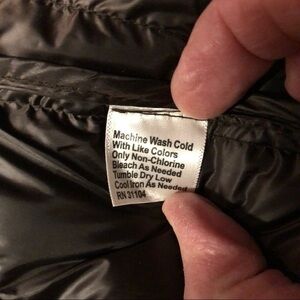 Machine Wash Cold
With Like Colors
Only Non-Chlorine
Bleach As Needed
Tumble Dry Low
Cool Iron As Needed
RN 31104